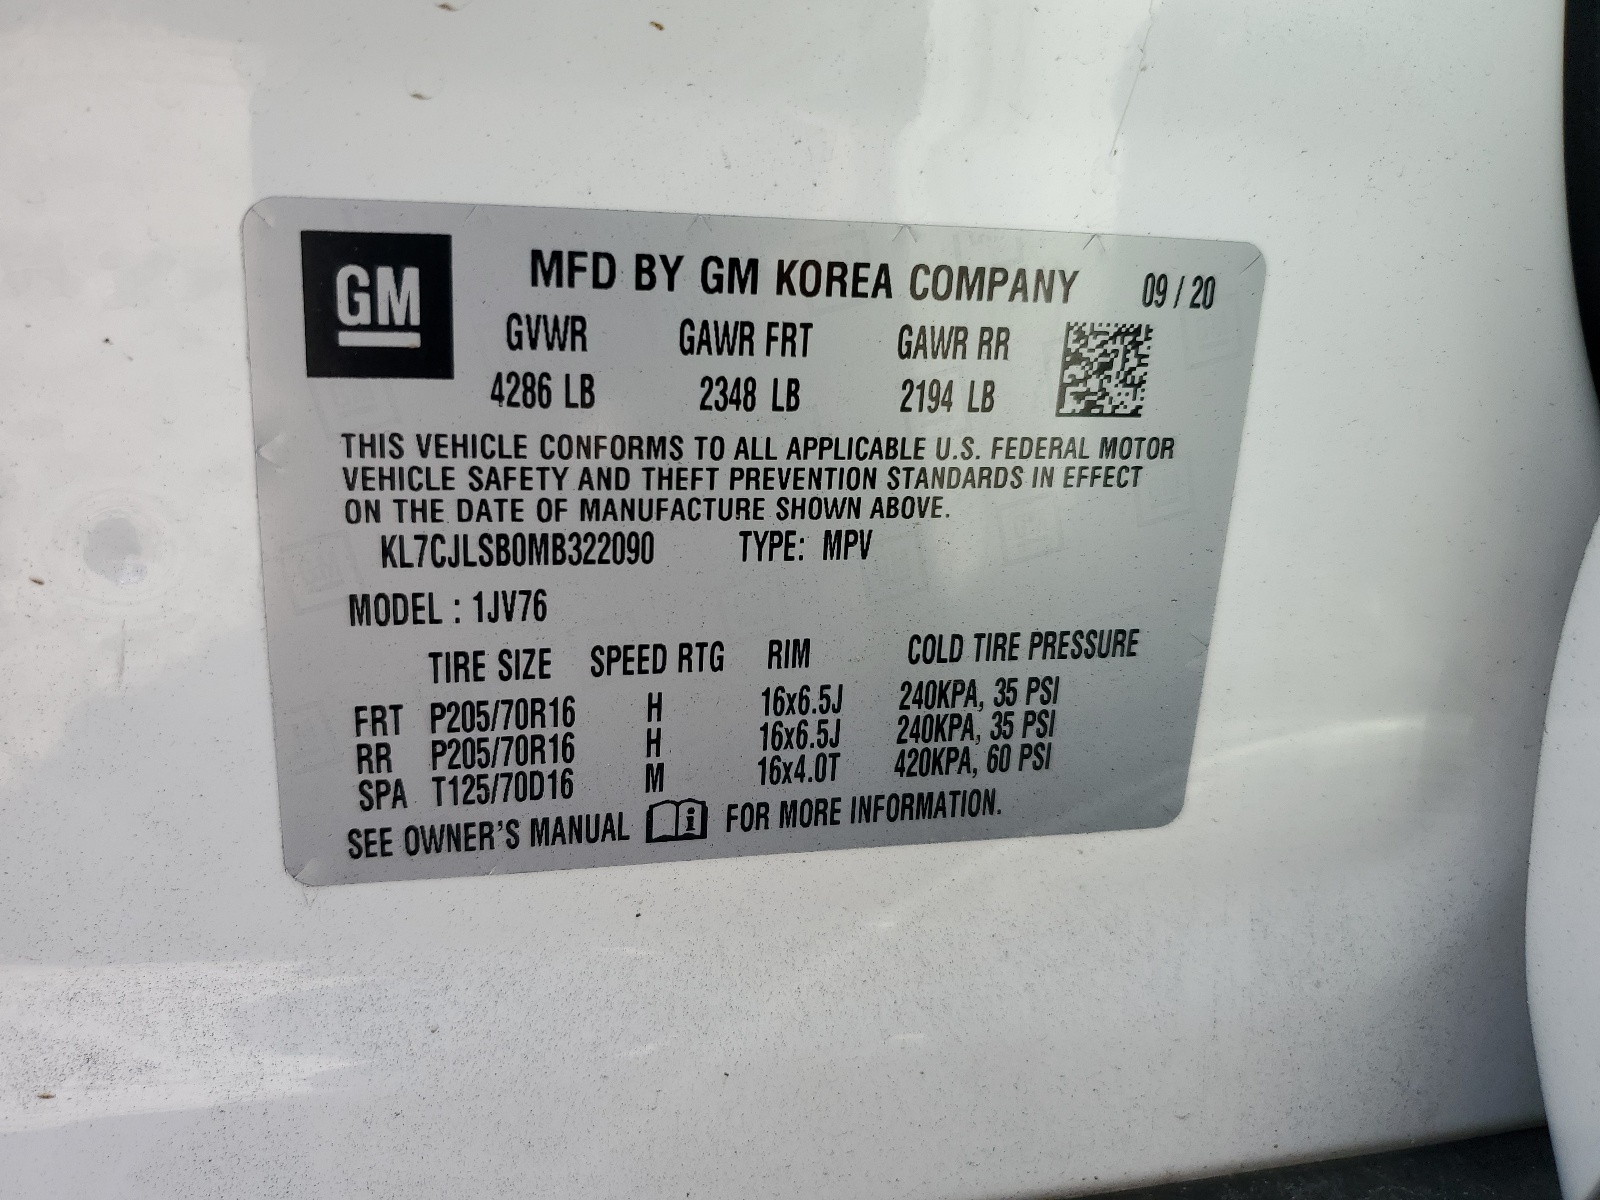 GM
MFD BY GM KOREA COMPANY 09 / 20
GVWR GAWR FRT GAWR RR
4286 LB 2348 LB 2194 LB
THIS VEHICLE CONFORMS TO ALL APPLICABLE U.S. FEDERAL MOTOR
VEHICLE SAFETY AND THEFT PREVENTION STANDARDS IN EFFECT
ON THE DATE OF MANUFACTURE SHOWN ABOVE.
KL7CJLSB0MB322090 TYPE: MPV
MODEL : 1JV76
TIRE SIZE SPEED RTG RIM COLD TIRE PRESSURE
FRT P205/70R16 H 16x6.5J 240KPA, 35 PSI
RR P205/70R16 H 16x6.5J 240KPA, 35 PSI
SPA T125/70D16 M 16x4.0T 420KPA, 60 PSI
SEE OWNER'S MANUAL i FOR MORE INFORMATION.